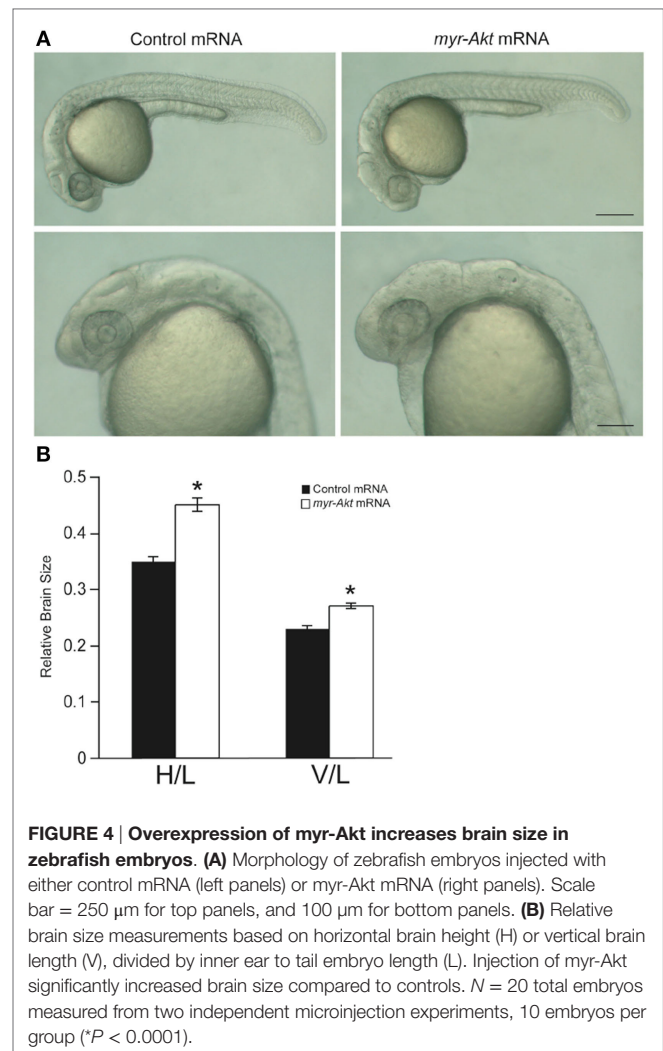 A
Control mRNA
myr-Akt mRNA
B
0.5
0.4
0.3
0.2
0.1
0
Relative Brain Size
*
*
Control mRNA
myr-Akt mRNA
H/L
V/L
FIGURE 4 | Overexpression of myr-Akt increases brain size in
zebrafish embryos. (A) Morphology of zebrafish embryos injected with
either control mRNA (left panels) or myr-Akt mRNA (right panels). Scale
bar = 250 μm for top panels, and 100 μm for bottom panels. (B) Relative
brain size measurements based on horizontal brain height (H) or vertical brain
length (V), divided by inner ear to tail embryo length (L). Injection of myr-Akt
significantly increased brain size compared to controls. N = 20 total embryos
measured from two independent microinjection experiments, 10 embryos per
group (*P < 0.0001).